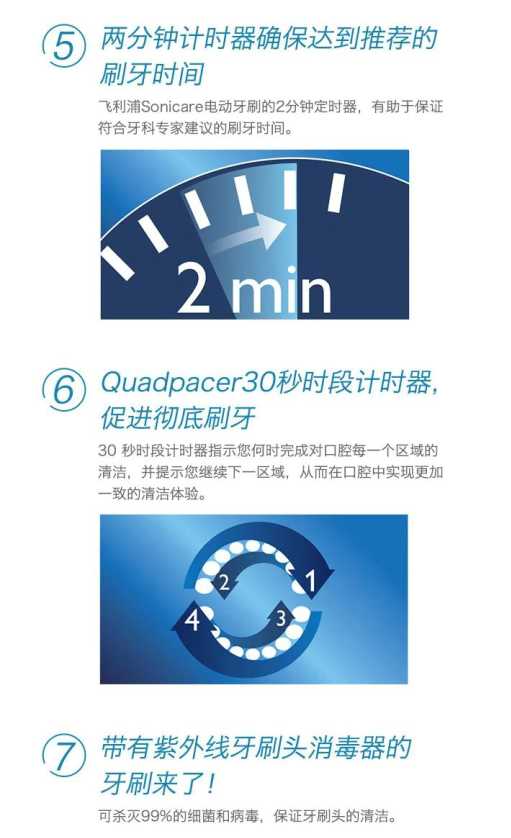 5 两分钟计时器确保达到推荐的
刷牙时间
飞利浦Sonicare电动牙刷的2分钟定时器，有助于保证
符合牙科专家建议的刷牙时间。
2 min
6 Quadpacer30秒时段计时器，
促进彻底刷牙
30 秒时段计时器指示您何时完成对口腔每一个区域的
清洁，并提示您继续下一区域，从而在口腔中实现更加
一致的清洁体验。
2 1
4 3
7 带有紫外线牙刷头消毒器的
牙刷来了！
可杀灭99%的细菌和病毒，保证牙刷头的清洁。